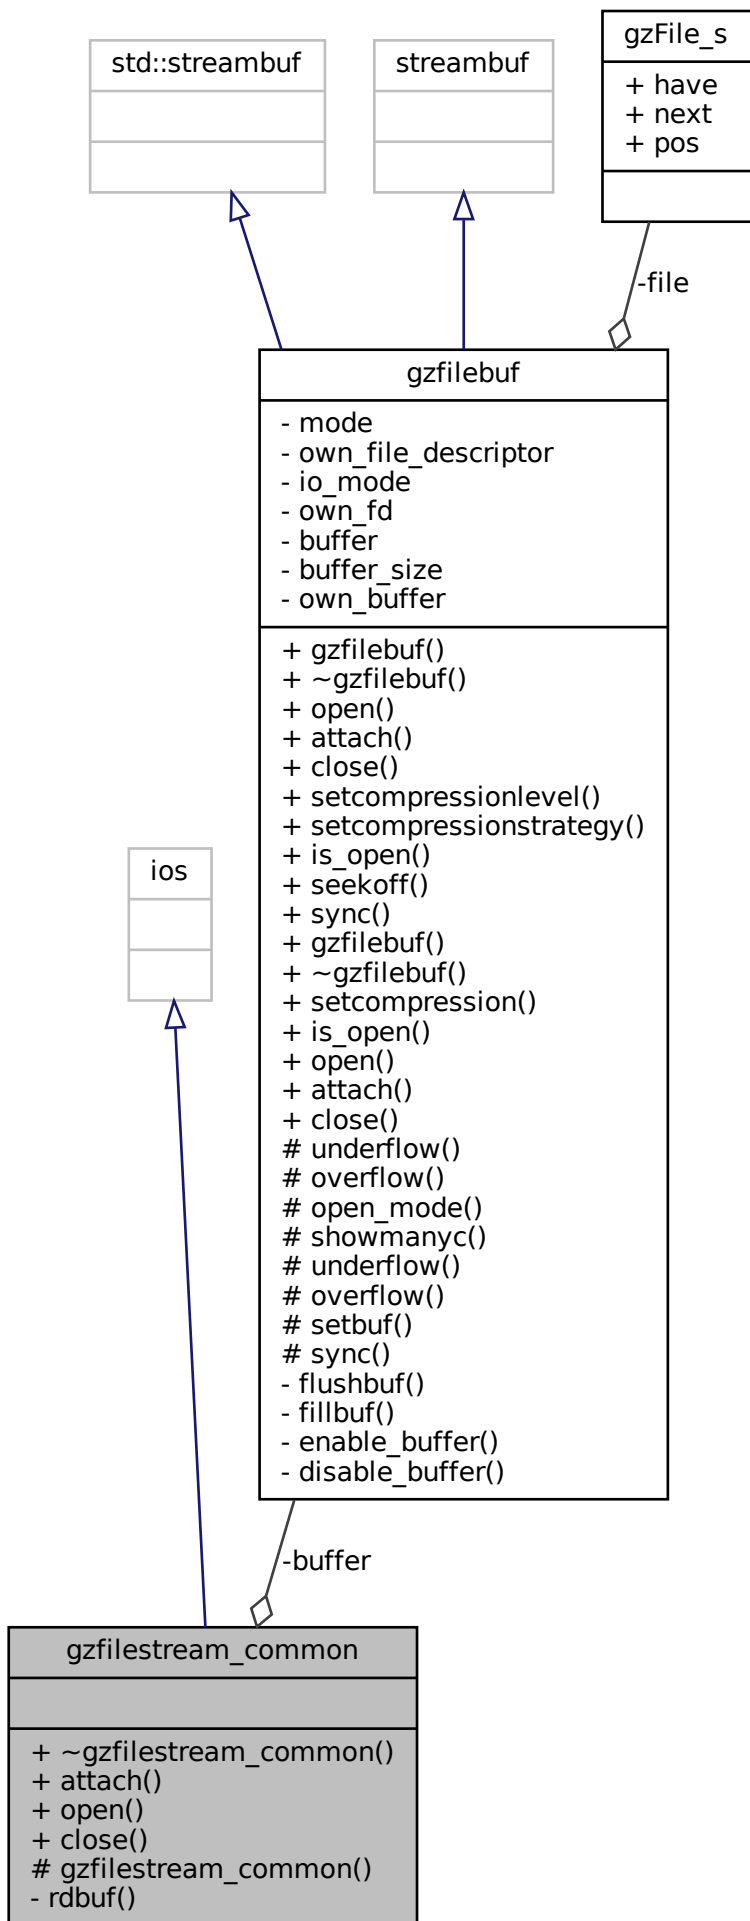 gzFile_s
+ have
+ next
+ pos
std::streambuf
streambuf
-file
gzfilebuf
- mode
- own_file_descriptor
- io_mode
- own_fd
- buffer
- buffer_size
- own_buffer
+ gzfilebuf()
+ ~gzfilebuf()
+ open()
+ attach()
+ close()
+ setcompressionlevel()
+ setcompressionstrategy()
+ is_open()
+ seekoff()
+ sync()
+ gzfilebuf()
+ ~gzfilebuf()
+ setcompression()
+ is_open()
+ open()
+ attach()
+ close()
# underflow()
# overflow()
# open_mode()
# showmanyc()
# underflow()
# overflow()
# setbuf()
# sync()
- flushbuf()
- fillbuf()
- enable_buffer()
- disable_buffer()
ios
-buffer
gzfilestream_common
+ ~gzfilestream_common()
+ attach()
+ open()
+ close()
# gzfilestream_common()
- rdbuf()